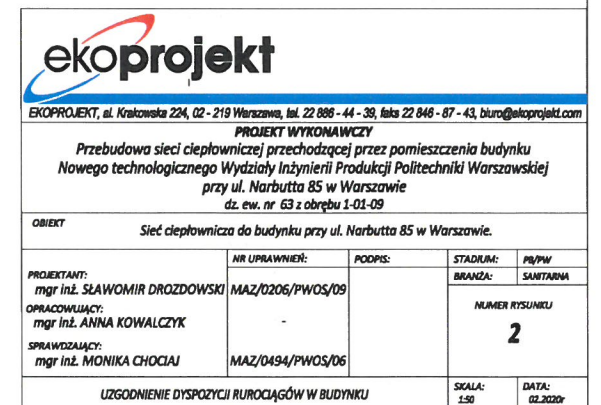 ekoprojekt
EKOPROJEKT, al. Krakowska 224, 02 - 219 Warszawa, tel. 22 886 - 44 - 39, faks 22 846 - 87 - 43, biuro@ekoprojekt.com
PROJEKT WYKONAWCZY
Przebudowa sieci ciepłowniczej przechodzącej przez pomieszczenia budynku
Nowego technologicznego Wydziały Inżynierii Produkcji Politechniki Warszawskiej
przy ul. Narbutta 85 w Warszawie
dz. ew. nr 63 z obrębu 1-01-09
OBIEKT
Sieć ciepłownicza do budynku przy ul. Narbutta 85 w Warszawie.
NR UPRAWNIEŃ: PODPIS: STADIUM: PB/PW
PROJEKTANT: BRANŻA: SANITARNA
mgr inż. SŁAWOMIR DROZDOWSKI MAZ/0206/PWOS/09
OPRACOWUJĄCY: NUMER RYSUNKU
mgr inż. ANNA KOWALCZYK - 2
SPRAWDZAJĄCY:
mgr inż. MONIKA CHOCIAJ MAZ/0494/PWOS/06
UZGODNIENIE DYSPOZYCJI RUROCIĄGÓW W BUDYNKU SKALA: DATA:
1:50 02.2020r